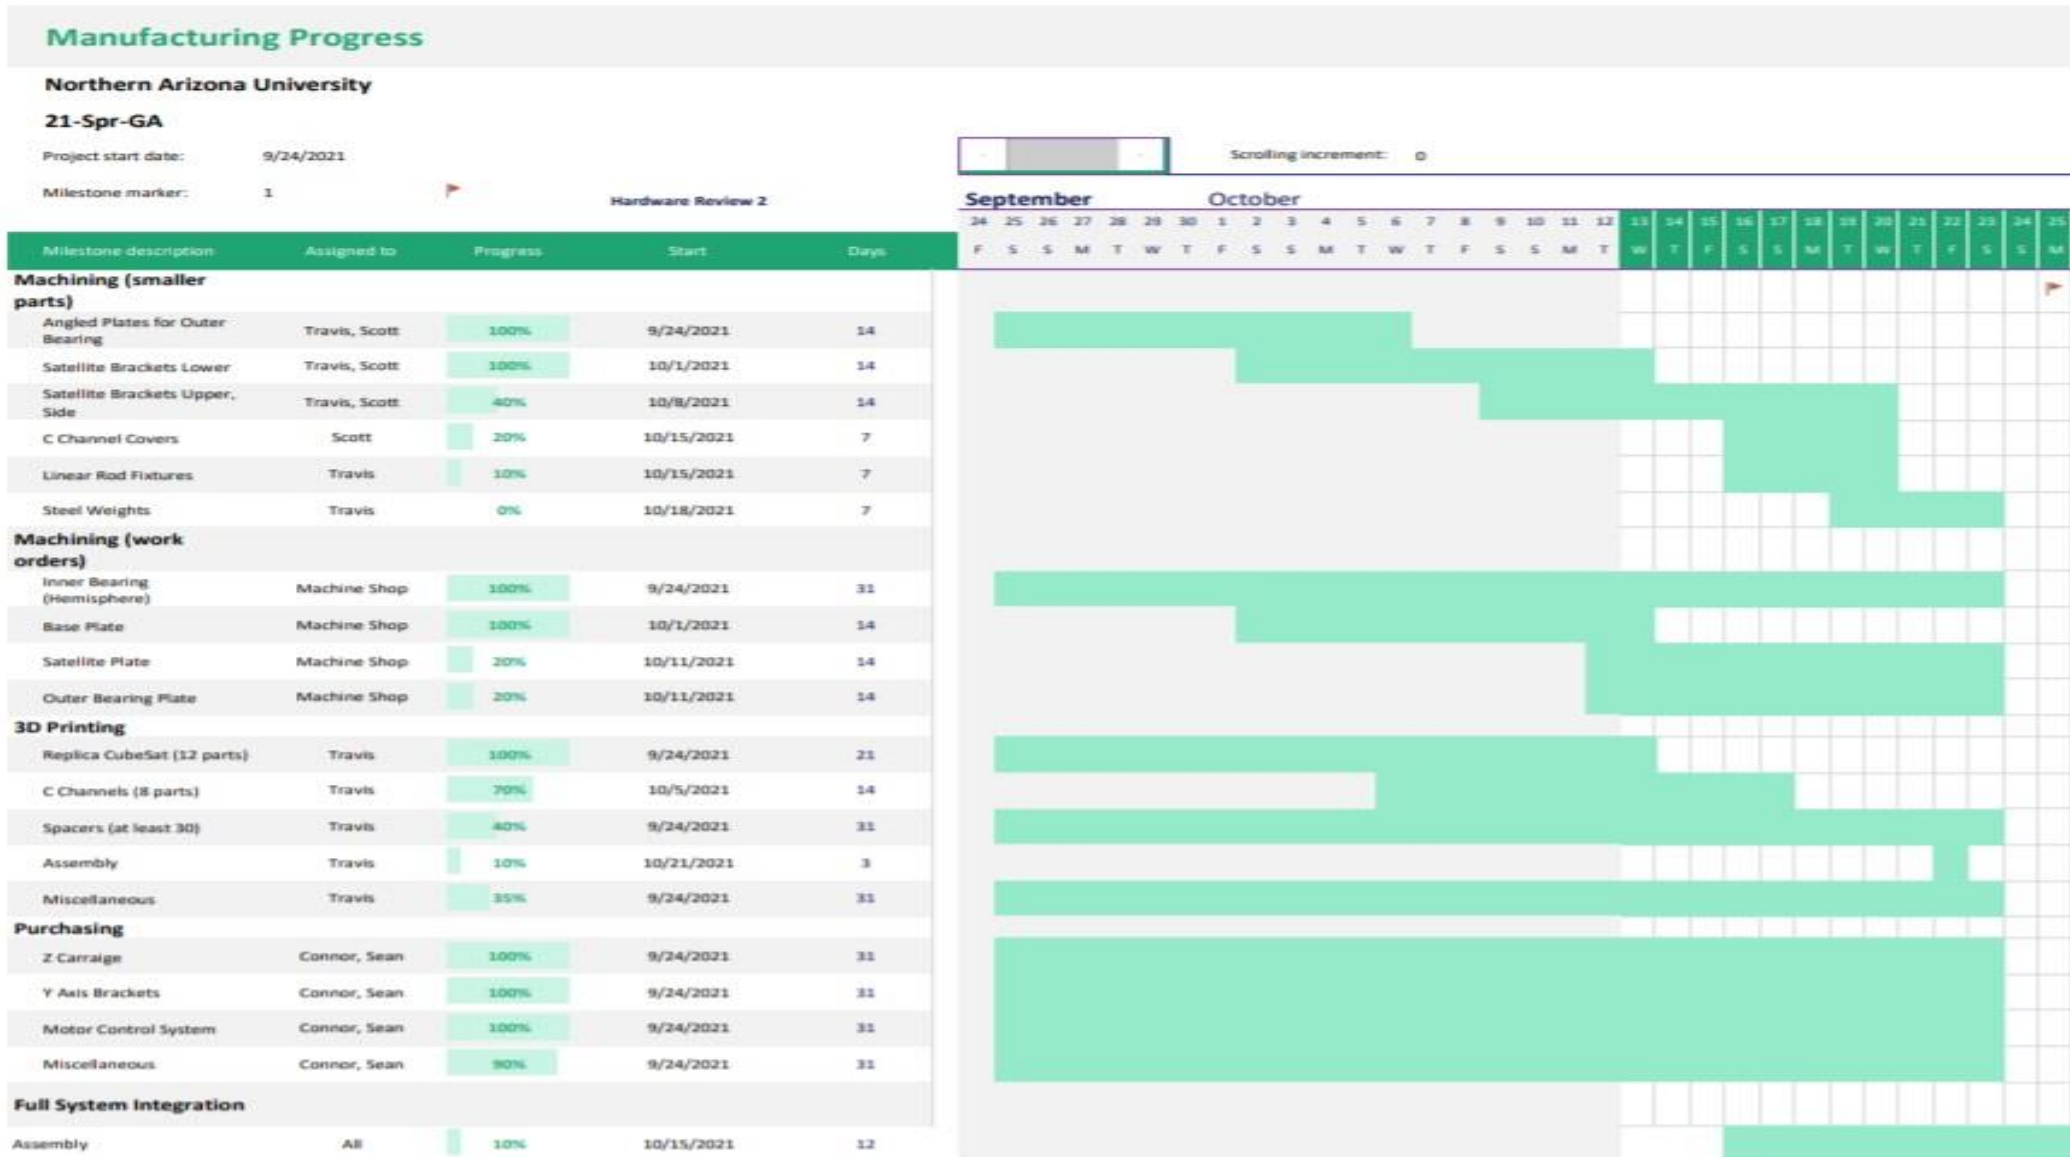 Manufacturing Progress
Northern Arizona University
21-Spr-GA
Project start date: 9/24/2021
Scrolling increment: 0
Milestone marker: 1
Hardware Review 2
September October
24 25 26 27 28 29 30 1 2 3 4 5 6 7 8 9 10 11 12 13 14 15 16 17 18 19 20 21 22 23 24 25
Milestone description Assigned to Progress Start Days F S S M T W T F S S M T W T F S S M T W T F S S M T W T F S S M
Machining (smaller
parts)
Angled Plates for Outer
Bearing
Travis, Scott 100% 9/24/2021 14
Satellite Brackets Lower Travis, Scott 100% 10/1/2021 14
Satellite Brackets Upper,
Side
Travis, Scott 40% 10/8/2021 14
C Channel Covers Scott 20% 10/15/2021 7
Linear Rod Fixtures Travis 10% 10/15/2021 7
Steel Weights Travis 0% 10/18/2021 7
Machining (work
orders)
Inner Bearing
(Hemisphere)
Machine Shop 100% 9/24/2021 31
Base Plate Machine Shop 100% 10/1/2021 14
Satellite Plate Machine Shop 20% 10/11/2021 14
Outer Bearing Plate Machine Shop 20% 10/11/2021 14
3D Printing
Replica CubeSat (12 parts) Travis 100% 9/24/2021 21
C Channels (8 parts) Travis 70% 10/5/2021 14
Spacers (at least 30) Travis 40% 9/24/2021 31
Assembly Travis 10% 10/21/2021 3
Miscellaneous Travis 35% 9/24/2021 31
Purchasing
Z Carraige Connor, Sean 100% 9/24/2021 31
Y Axis Brackets Connor, Sean 100% 9/24/2021 31
Motor Control System Connor, Sean 100% 9/24/2021 31
Miscellaneous Connor, Sean 90% 9/24/2021 31
Full System Integration
Assembly All 10% 10/15/2021 12